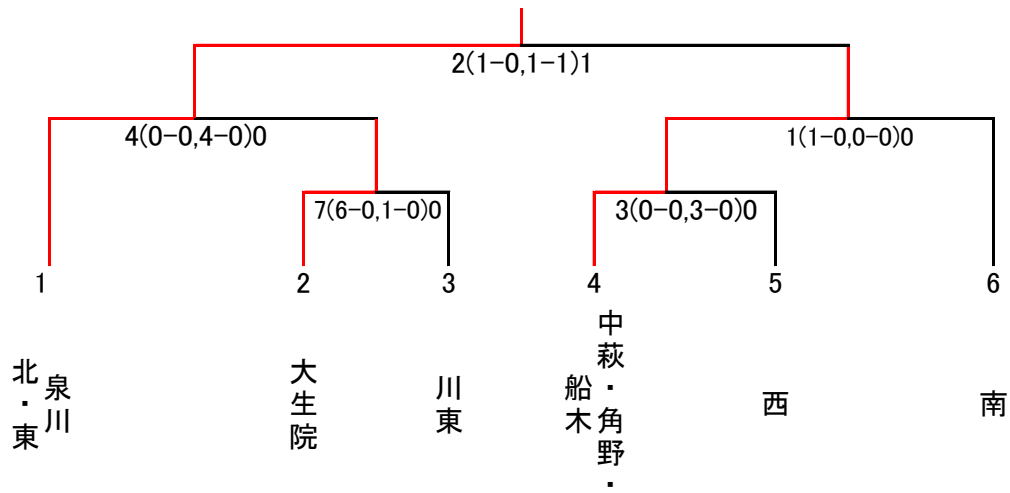 2(1-0,1-1)1
4(0-0,4-0)0
1(1-0,0-0)0
7(6-0,1-0)0
3(0-0,3-0)0
1
2
3
4
5
6
泉川
北・東
大生院
川東
中萩・角野・
船木
西
南